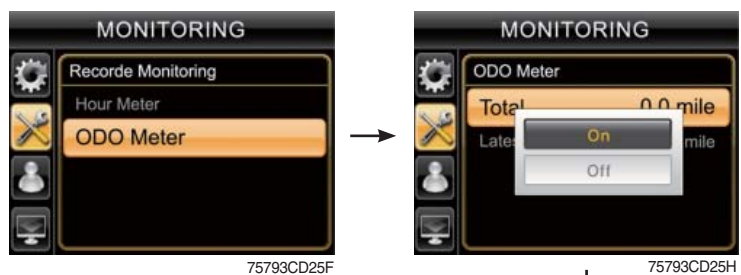 MONITORING
Recorde Monitoring
Hour Meter
ODO Meter
75793CD25F
MONITORING
ODO Meter
Total 0.0 mile
On
mile
Off
75793CD25H